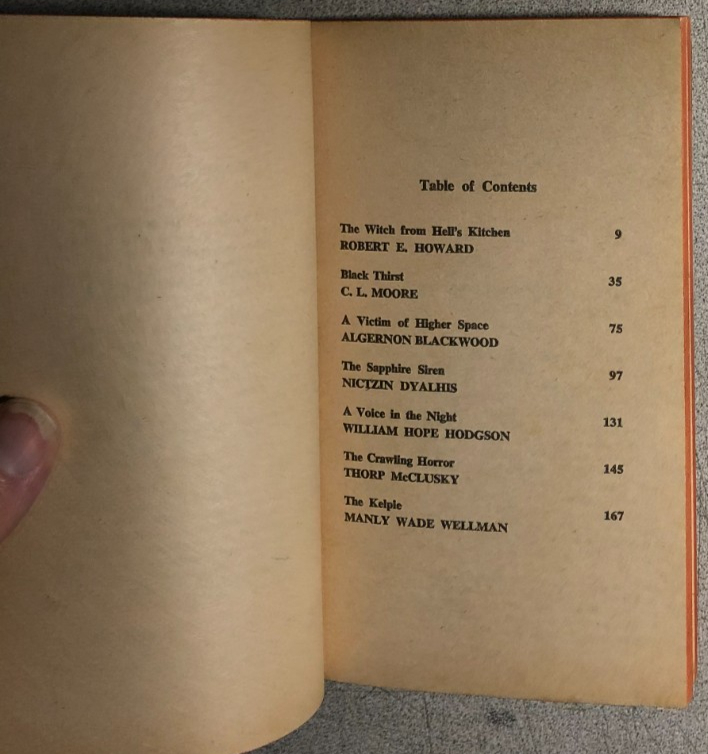 Table of Contents
The Witch from Hell's Kitchen 9
ROBERT E. HOWARD
Black Thirst 35
C. L. MOORE
A Victim of Higher Space 75
ALGERNON BLACKWOOD
The Sapphire Siren 97
NICTZIN DYALHIS
A Voice in the Night 131
WILLIAM HOPE HODGSON
The Crawling Horror 145
THORP McCLUSKY
The Kelpie 167
MANLY WADE WELLMAN